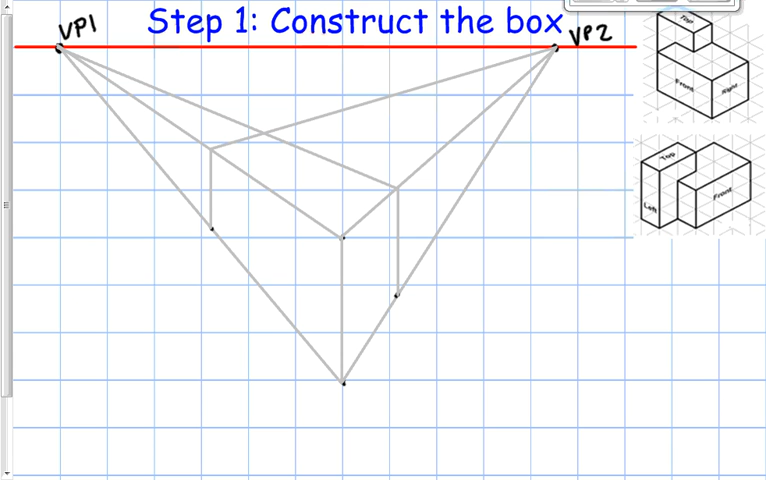 Step 1: Construct the box
VP1
VP2
Top
Front
Right
Top
Left
Front